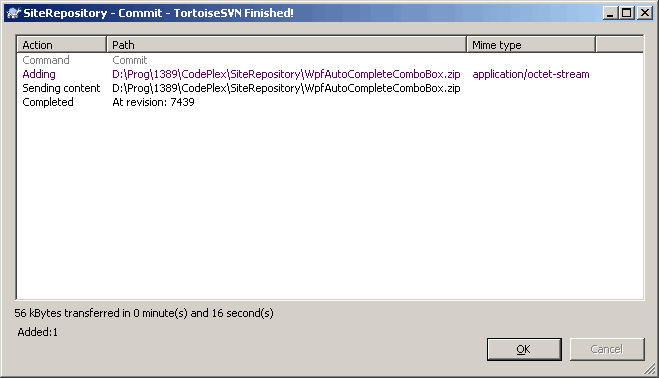 SiteRepository - Commit - TortoiseSVN Finished!
Action Path Mime type
Command Commit
Adding D:\Prog\1389\CodePlex\SiteRepository\WpfAutoCompleteComboBox.zip application/octet-stream
Sending content D:\Prog\1389\CodePlex\SiteRepository\WpfAutoCompleteComboBox.zip
Completed At revision: 7439
56 kBytes transferred in 0 minute(s) and 16 second(s)
Added:1
OK Cancel